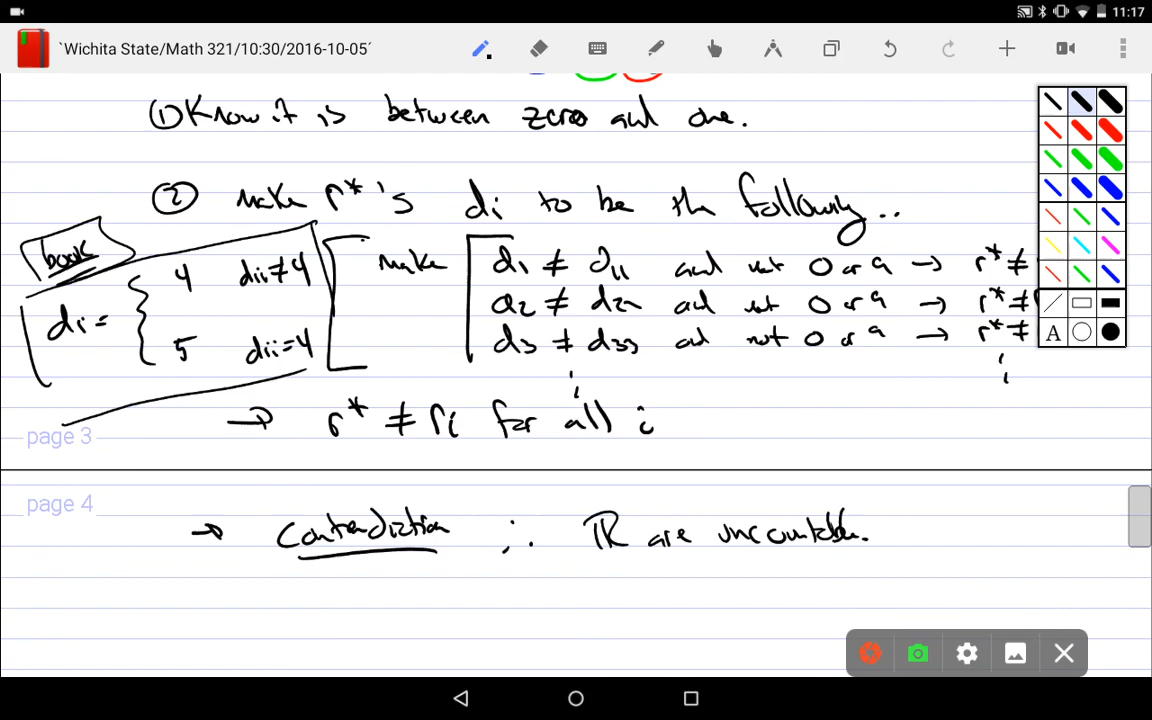 11:17
`Wichita State/Math 321/10:30/2016-10-05´
① Know it is between zero and one.
② make r*'s di to be the following..
book
di = { 4 dii≠4
5 dii=4
make d1 ≠ d11 and not 0 or 9 → r* ≠
d2 ≠ d22 and not 0 or 9 → r* ≠
d3 ≠ d33 and not 0 or 9 → r* ≠
→ r* ≠ ri for all i
page 3
page 4
→ Contradiction ∴ ℝ are uncountable.
A